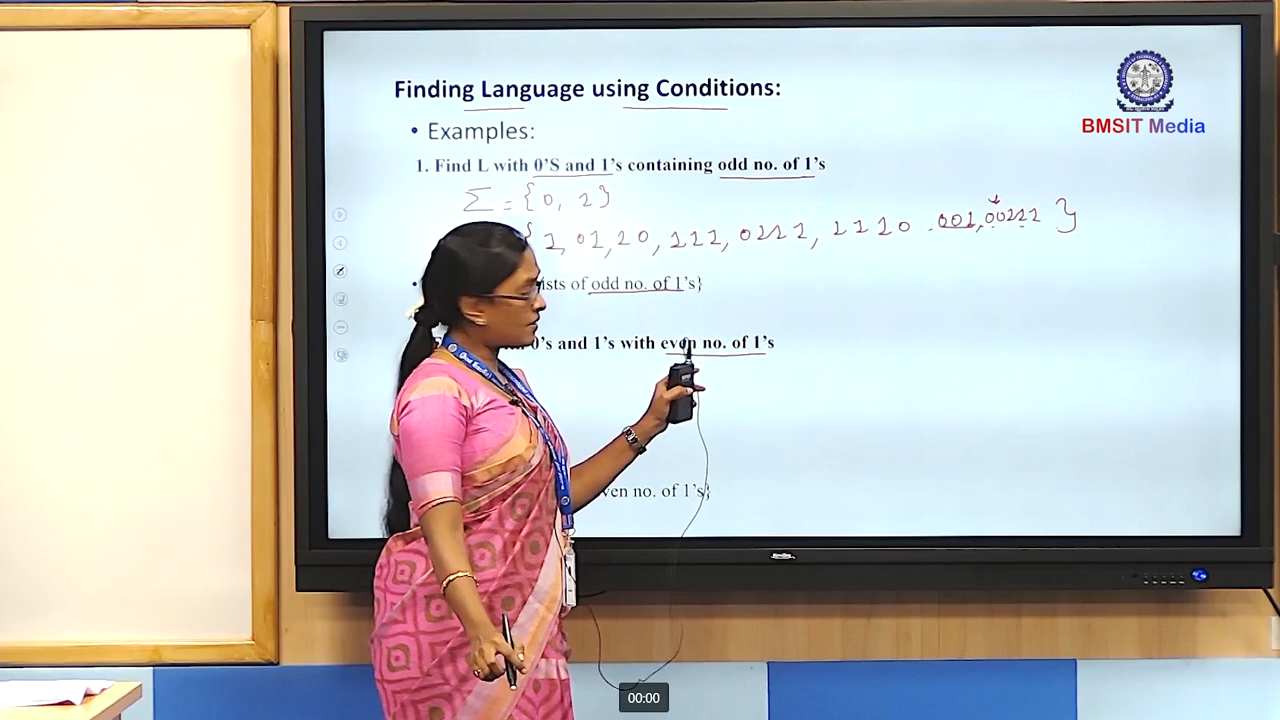 Finding Language using Conditions:
BMSIT Media
• Examples:
1. Find L with 0'S and 1's containing odd no. of 1's
Σ = {0, 1}
{1, 01, 10, 111, 0111, 1110 .001, 00111 }
odd no. of 1's}
0's and 1's with even no. of 1's
no. of 1's}
00:00